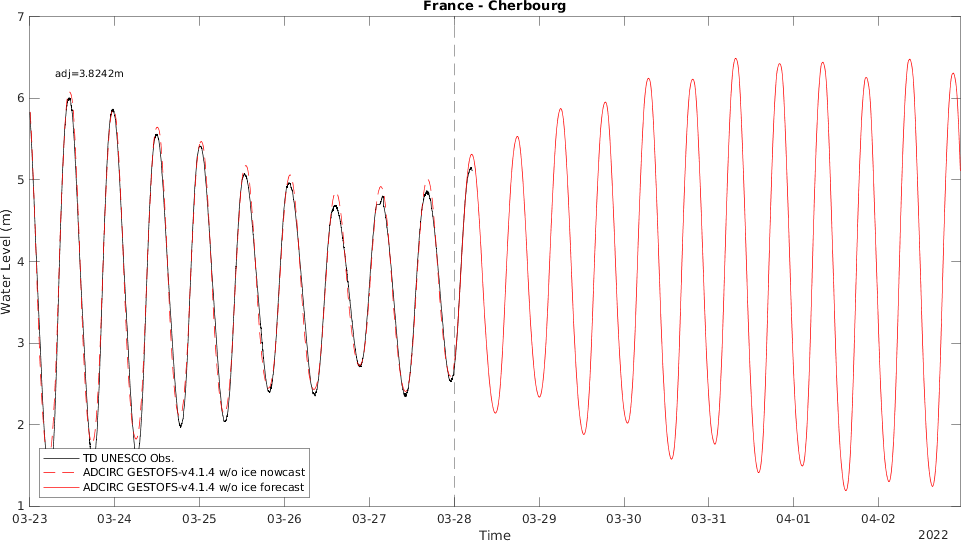 France - Cherbourg
adj=3.8242m
7
6
5
4
3
2
1
Water Level (m)
TD UNESCO Obs.
ADCIRC GESTOFS-v4.1.4 w/o ice nowcast
ADCIRC GESTOFS-v4.1.4 w/o ice forecast
03-23 03-24 03-25 03-26 03-27 03-28 03-29 03-30 03-31 04-01 04-02
Time
2022